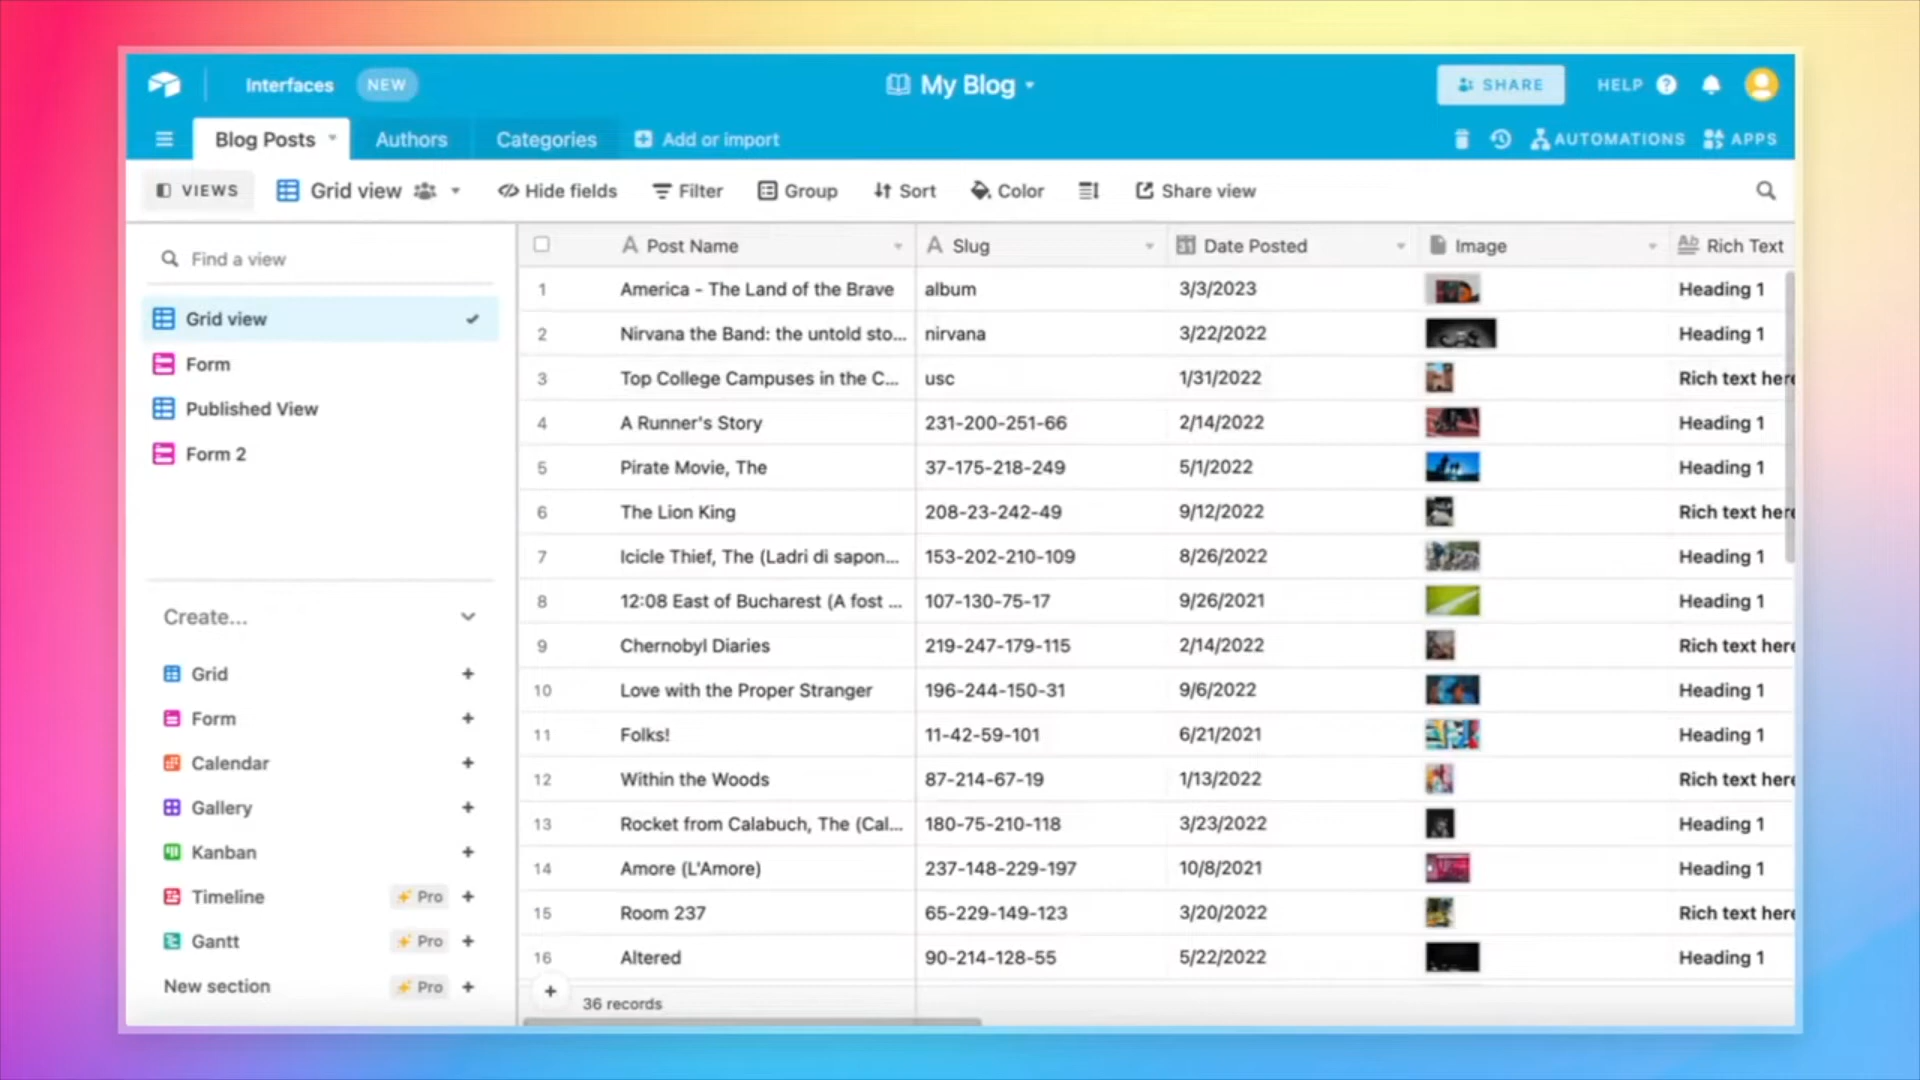 Interfaces NEW My Blog SHARE HELP ?
Blog Posts Authors Categories Add or import AUTOMATIONS APPS
VIEWS Grid view Hide fields Filter Group Sort Color Share view
Find a view
Grid view
Form
Published View
Form 2
Create...
Grid
Form
Calendar
Gallery
Kanban
Timeline Pro
Gantt Pro
New section Pro
Post Name Slug Date Posted Image Rich Text
1 America - The Land of the Brave album 3/3/2023 Heading 1
2 Nirvana the Band: the untold sto... nirvana 3/22/2022 Heading 1
3 Top College Campuses in the C... usc 1/31/2022 Rich text here
4 A Runner's Story 231-200-251-66 2/14/2022 Heading 1
5 Pirate Movie, The 37-175-218-249 5/1/2022 Heading 1
6 The Lion King 208-23-242-49 9/12/2022 Rich text here
7 Icicle Thief, The (Ladri di sapon... 153-202-210-109 8/26/2022 Heading 1
8 12:08 East of Bucharest (A fost ... 107-130-75-17 9/26/2021 Heading 1
9 Chernobyl Diaries 219-247-179-115 2/14/2022 Rich text here
10 Love with the Proper Stranger 196-244-150-31 9/6/2022 Heading 1
11 Folks! 11-42-59-101 6/21/2021 Heading 1
12 Within the Woods 87-214-67-19 1/13/2022 Rich text here
13 Rocket from Calabuch, The (Cal... 180-75-210-118 3/23/2022 Heading 1
14 Amore (L'Amore) 237-148-229-197 10/8/2021 Heading 1
15 Room 237 65-229-149-123 3/20/2022 Rich text here
16 Altered 90-214-128-55 5/22/2022 Heading 1
36 records